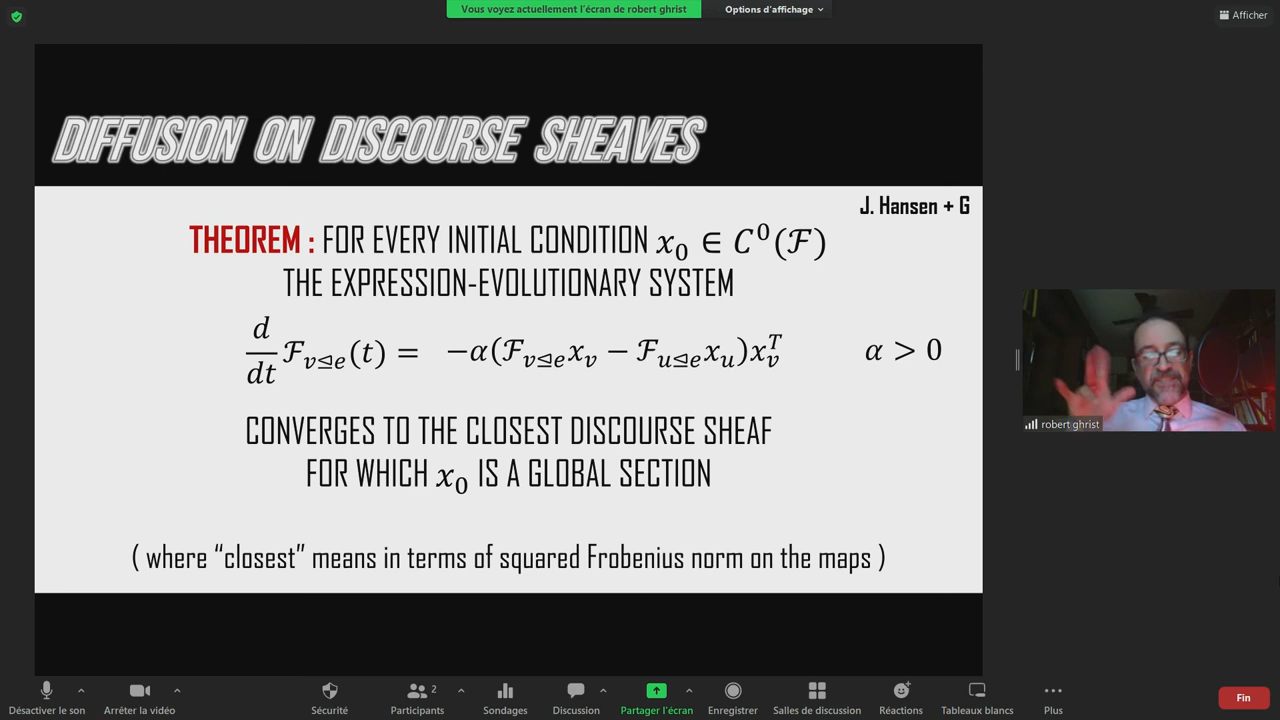 Vous voyez actuellement l'écran de robert ghrist
Options d'affichage
Afficher
DIFFUSION ON DISCOURSE SHEAVES
J. Hansen + G
THEOREM : FOR EVERY INITIAL CONDITION x₀ ∈ C⁰(ℱ)
THE EXPRESSION-EVOLUTIONARY SYSTEM
d/dt ℱ_{v⊴e}(t) = −α(ℱ_{v⊴e}x_v − ℱ_{u⊴e}x_u)x_v^T α > 0
CONVERGES TO THE CLOSEST DISCOURSE SHEAF
FOR WHICH x₀ IS A GLOBAL SECTION
( where “closest” means in terms of squared Frobenius norm on the maps )
robert ghrist
Désactiver le son
Arrêter la vidéo
Sécurité
Participants 2
Sondages
Discussion
Partager l'écran
Enregistrer
Salles de discussion
Réactions
Tableaux blancs
Plus
Fin